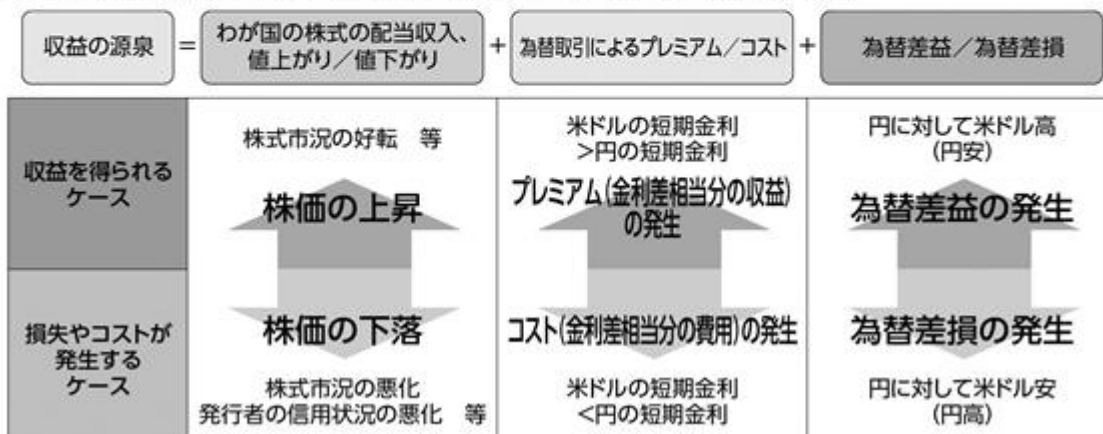 収益の源泉
=
わが国の株式の配当収入、
値上がり／値下がり
+
為替取引によるプレミアム／コスト
+
為替差益／為替差損
収益を得られる
ケース
株式市況の好転 等
株価の上昇
米ドルの短期金利
>円の短期金利
プレミアム(金利差相当分の収益)
の発生
円に対して米ドル高
(円安)
為替差益の発生
損失やコストが
発生する
ケース
株価の下落
株式市況の悪化
発行者の信用状況の悪化 等
コスト(金利差相当分の費用)の発生
米ドルの短期金利
<円の短期金利
為替差損の発生
円に対して米ドル安
(円高)